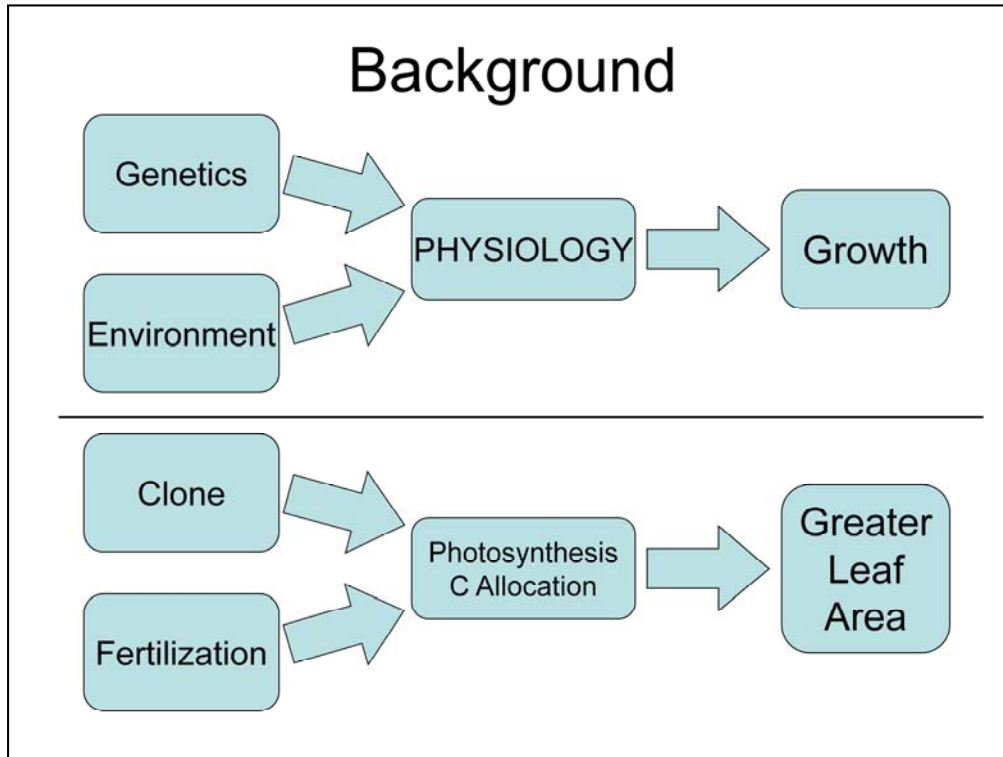 Background
Genetics
Environment
PHYSIOLOGY
Growth
Clone
Fertilization
Photosynthesis
C Allocation
Greater
Leaf
Area